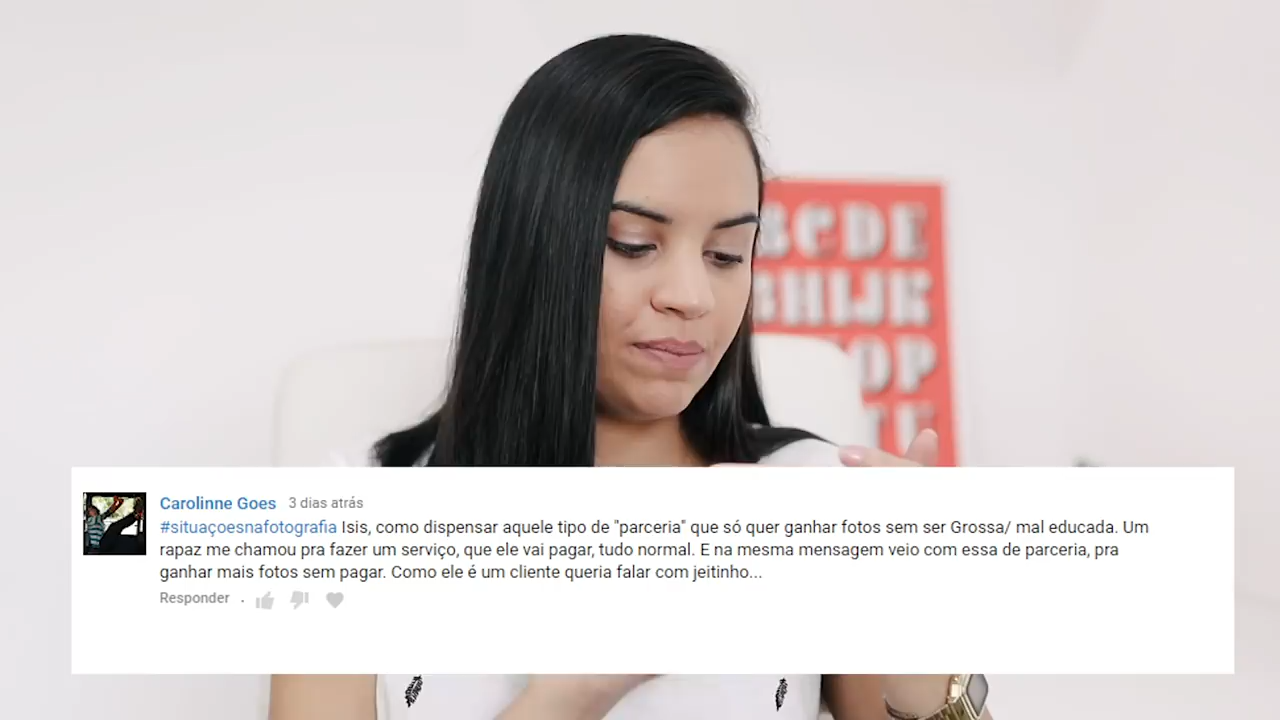 BCDE
GHIJK
OP
Carolinne Goes 3 dias atrás
#situaçoesnafotografia Isis, como dispensar aquele tipo de "parceria" que só quer ganhar fotos sem ser Grossa/ mal educada. Um
rapaz me chamou pra fazer um serviço, que ele vai pagar, tudo normal. E na mesma mensagem veio com essa de parceria, pra
ganhar mais fotos sem pagar. Como ele é um cliente queria falar com jeitinho...
Responder .